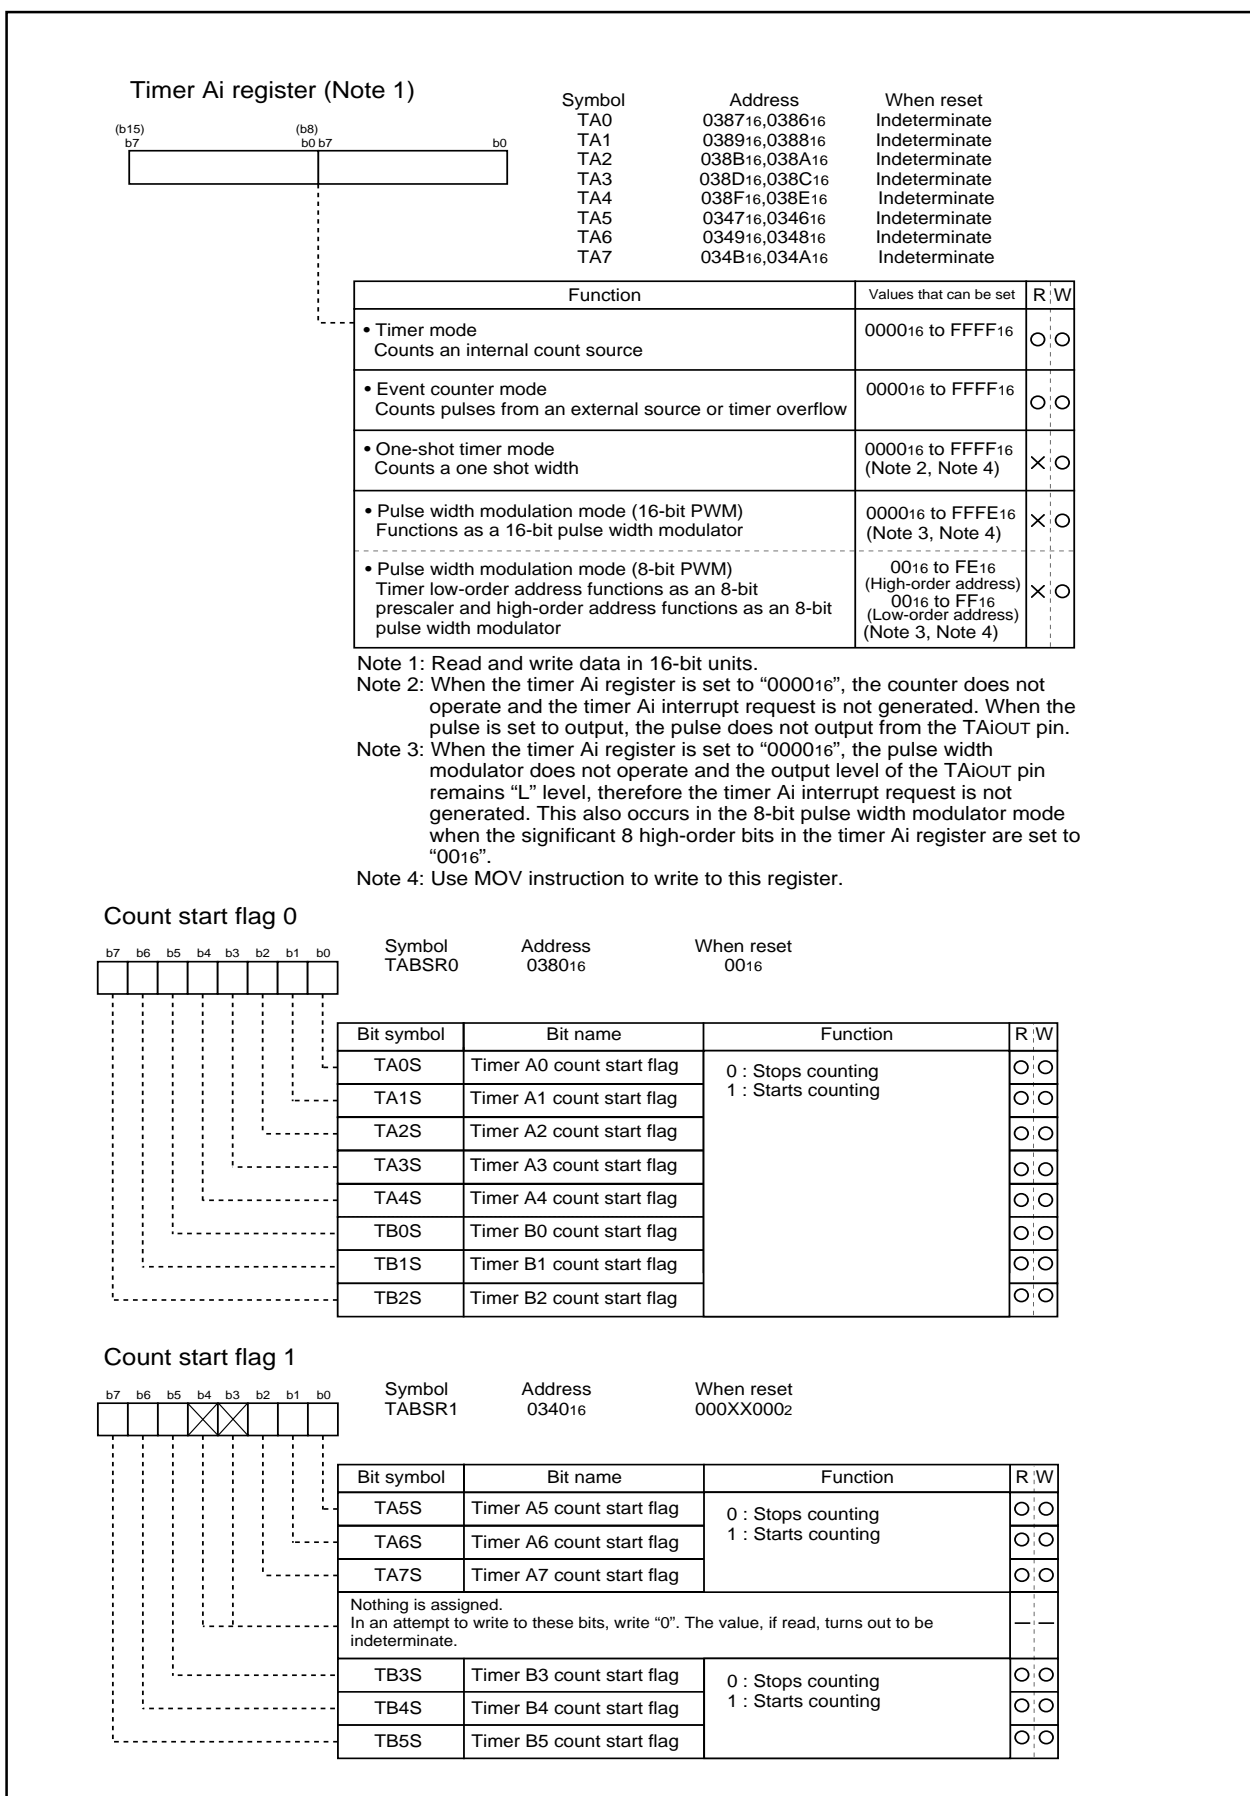 Timer Ai register (Note 1)
(b15) (b8)
b7 b0 b7 b0
Symbol Address When reset
TA0 038716,038616 Indeterminate
TA1 038916,038816 Indeterminate
TA2 038B16,038A16 Indeterminate
TA3 038D16,038C16 Indeterminate
TA4 038F16,038E16 Indeterminate
TA5 034716,034616 Indeterminate
TA6 034916,034816 Indeterminate
TA7 034B16,034A16 Indeterminate
Function Values that can be set R W
• Timer mode 000016 to FFFF16
Counts an internal count source
• Event counter mode 000016 to FFFF16
Counts pulses from an external source or timer overflow
• One-shot timer mode 000016 to FFFF16
Counts a one shot width (Note 2, Note 4)
• Pulse width modulation mode (16-bit PWM) 000016 to FFFE16
Functions as a 16-bit pulse width modulator (Note 3, Note 4)
• Pulse width modulation mode (8-bit PWM) 0016 to FE16
Timer low-order address functions as an 8-bit (High-order address)
prescaler and high-order address functions as an 8-bit 0016 to FF16
pulse width modulator (Low-order address)
(Note 3, Note 4)
Note 1: Read and write data in 16-bit units.
Note 2: When the timer Ai register is set to “000016”, the counter does not
operate and the timer Ai interrupt request is not generated. When the
pulse is set to output, the pulse does not output from the TAiOUT pin.
Note 3: When the timer Ai register is set to “000016”, the pulse width
modulator does not operate and the output level of the TAiOUT pin
remains “L” level, therefore the timer Ai interrupt request is not
generated. This also occurs in the 8-bit pulse width modulator mode
when the significant 8 high-order bits in the timer Ai register are set to
“0016”.
Note 4: Use MOV instruction to write to this register.
Count start flag 0
b7 b6 b5 b4 b3 b2 b1 b0
Symbol Address When reset
TABSR0 038016 0016
Bit symbol Bit name Function R W
TA0S Timer A0 count start flag 0 : Stops counting
TA1S Timer A1 count start flag 1 : Starts counting
TA2S Timer A2 count start flag
TA3S Timer A3 count start flag
TA4S Timer A4 count start flag
TB0S Timer B0 count start flag
TB1S Timer B1 count start flag
TB2S Timer B2 count start flag
Count start flag 1
b7 b6 b5 b4 b3 b2 b1 b0
Symbol Address When reset
TABSR1 034016 000XX0002
Bit symbol Bit name Function R W
TA5S Timer A5 count start flag 0 : Stops counting
TA6S Timer A6 count start flag 1 : Starts counting
TA7S Timer A7 count start flag
Nothing is assigned.
In an attempt to write to these bits, write “0”. The value, if read, turns out to be
indeterminate.
TB3S Timer B3 count start flag 0 : Stops counting
TB4S Timer B4 count start flag 1 : Starts counting
TB5S Timer B5 count start flag